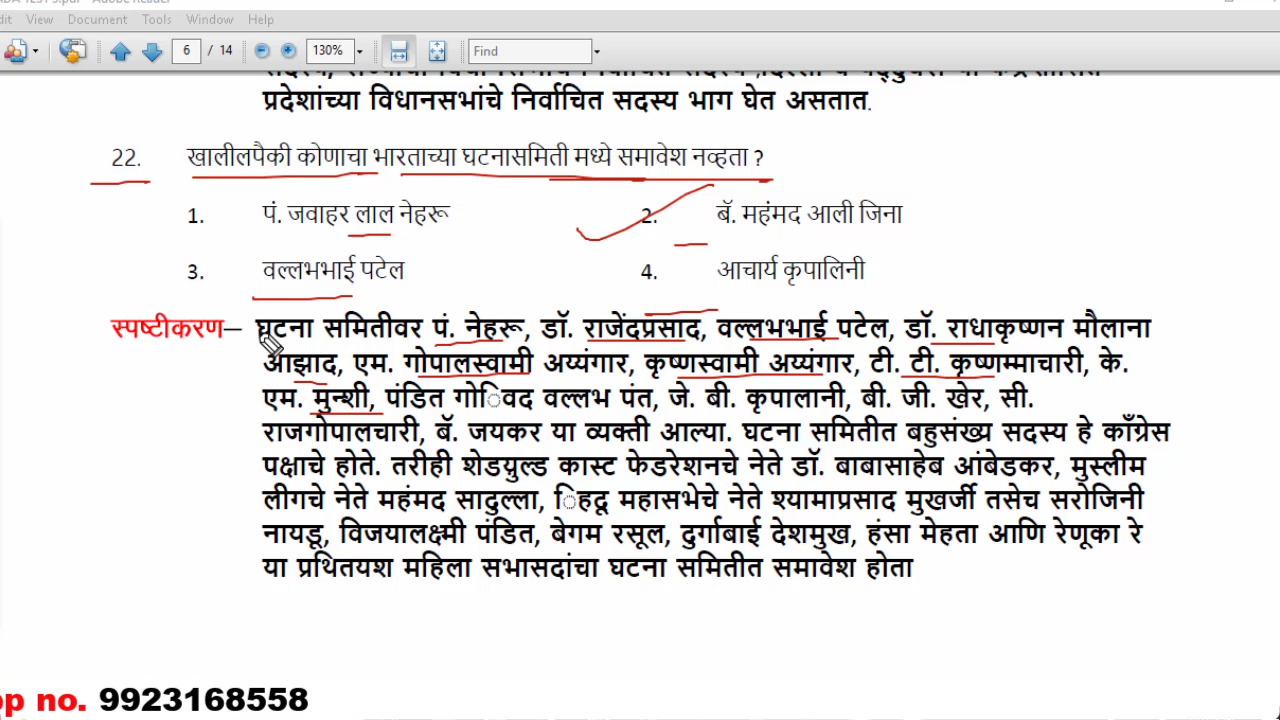 dit View Document Tools Window Help
6 / 14 130% Find
प्रदेशांच्या विधानसभांचे निर्वाचित सदस्य भाग घेत असतात.
22. खालीलपैकी कोणाचा भारताच्या घटनासमिती मध्ये समावेश नव्हता ?
1. पं. जवाहर लाल नेहरू 2. बॅ. महंमद आली जिना
3. वल्लभभाई पटेल 4. आचार्य कृपालिनी
स्पष्टीकरण– घटना समितीवर पं. नेहरू, डॉ. राजेंद्रप्रसाद, वल्लभभाई पटेल, डॉ. राधाकृष्णन मौलाना
आझाद, एम. गोपालस्वामी अय्यंगार, कृष्णस्वामी अय्यंगार, टी. टी. कृष्णम्माचारी, के.
एम. मुन्शी, पंडित गोिंवद वल्लभ पंत, जे. बी. कृपालानी, बी. जी. खेर, सी.
राजगोपालचारी, बॅ. जयकर या व्यक्ती आल्या. घटना समितीत बहुसंख्य सदस्य हे काँग्रेस
पक्षाचे होते. तरीही शेडयुल्ड कास्ट फेडरेशनचे नेते डॉ. बाबासाहेब आंबेडकर, मुस्लीम
लीगचे नेते महंमद सादुल्ला, िंहदू महासभेचे नेते श्यामाप्रसाद मुखर्जी तसेच सरोजिनी
नायडू, विजयालक्ष्मी पंडित, बेगम रसूल, दुर्गाबाई देशमुख, हंसा मेहता आणि रेणूका रे
या प्रथितयश महिला सभासदांचा घटना समितीत समावेश होता
pp no. 9923168558